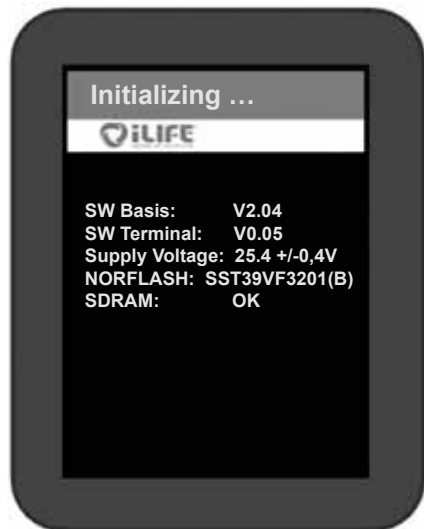 Initializing ...
iLIFE
SW Basis: V2.04
SW Terminal: V0.05
Supply Voltage: 25.4 +/-0,4V
NORFLASH: SST39VF3201(B)
SDRAM: OK